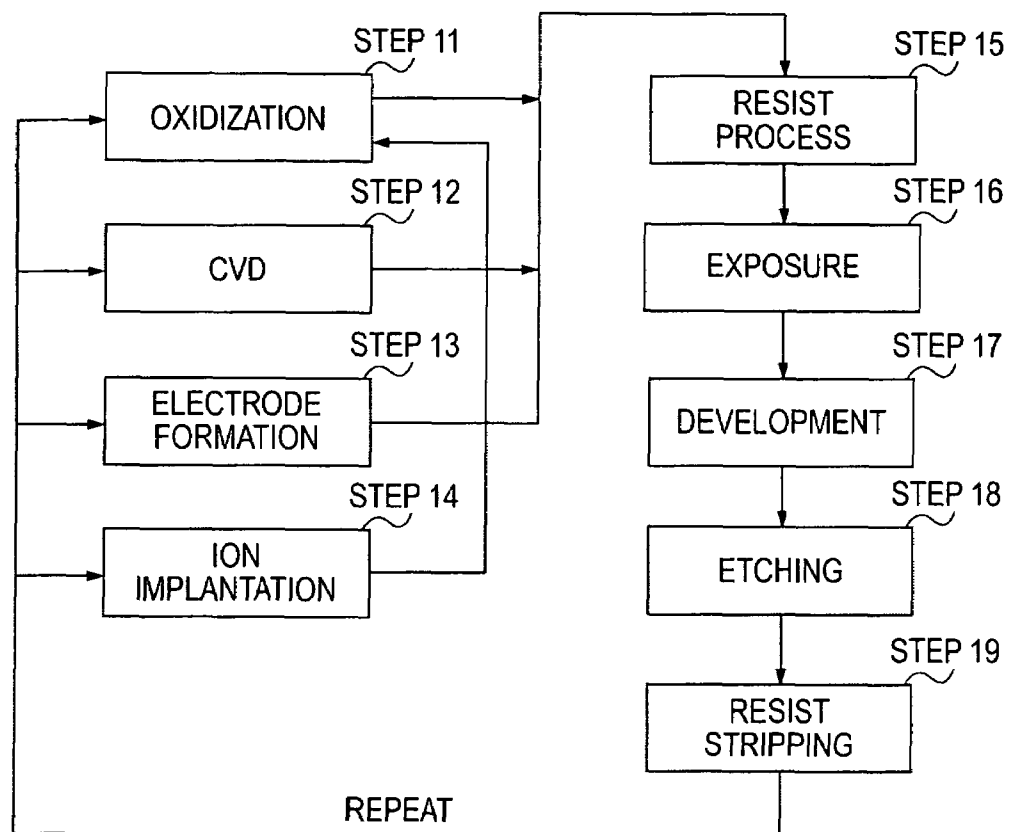 STEP 11
OXIDIZATION
STEP 12
CVD
STEP 13
ELECTRODE
FORMATION
STEP 14
ION
IMPLANTATION
STEP 15
RESIST
PROCESS
STEP 16
EXPOSURE
STEP 17
DEVELOPMENT
STEP 18
ETCHING
STEP 19
RESIST
STRIPPING
REPEAT